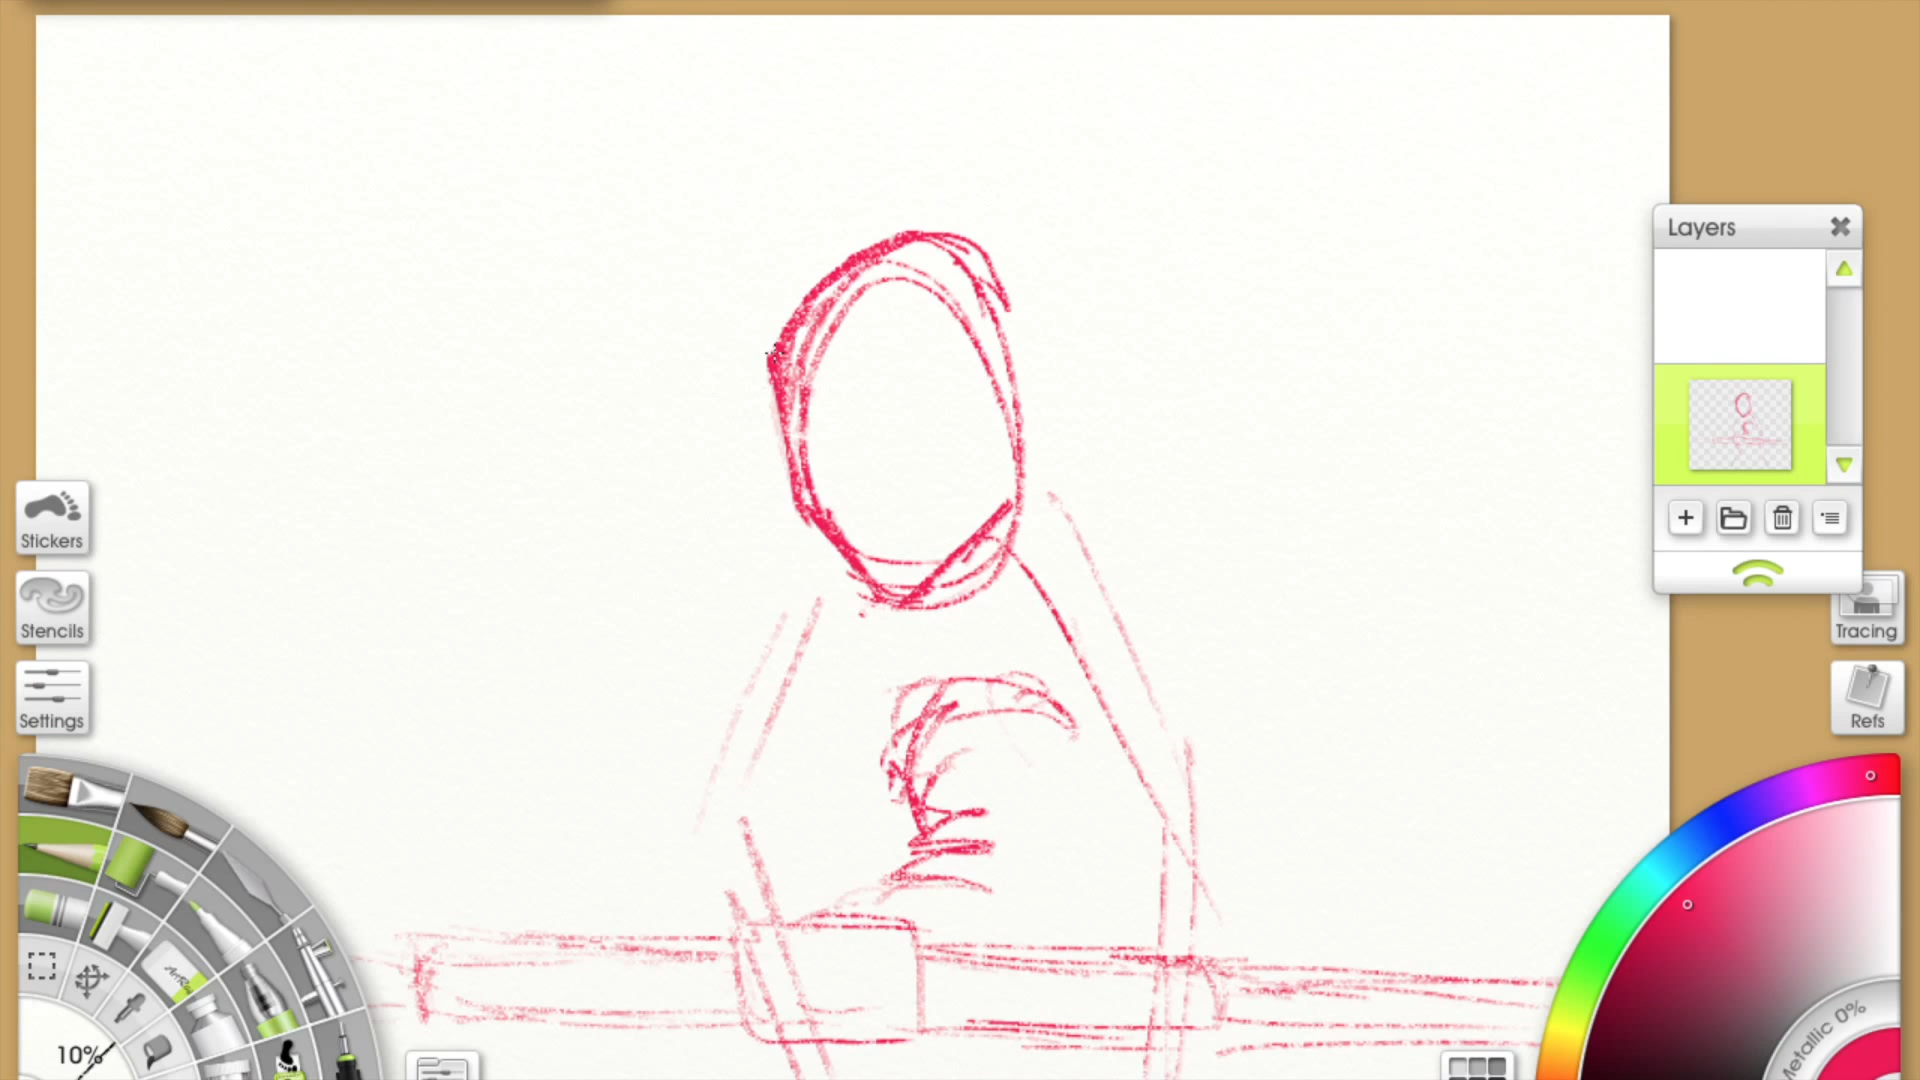 Layers
Stickers
Stencils
Tracing
Settings
Refs
10%
Metallic 0%